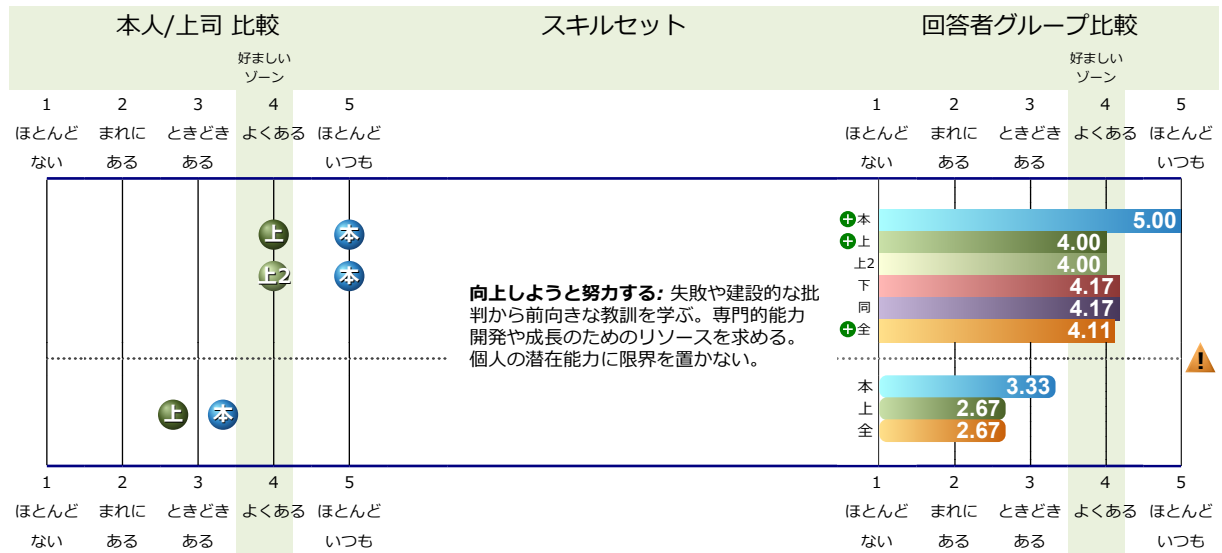 本人/上司 比較
スキルセット
回答者グループ比較
好ましい
ゾーン
好ましい
ゾーン
1 2 3 4 5
ほとんど まれに ときどき よくある ほとんど
ない ある ある いつも
1 2 3 4 5
ほとんど まれに ときどき よくある ほとんど
ない ある ある いつも
上 本
上2 本
上 本
向上しようと努力する: 失敗や建設的な批
判から前向きな教訓を学ぶ。専門的能力
開発や成長のためのリソースを求める。
個人の潜在能力に限界を置かない。
本 5.00
上 4.00
上2 4.00
下 4.17
同 4.17
全 4.11
本 3.33
上 2.67
全 2.67
1 2 3 4 5
ほとんど まれに ときどき よくある ほとんど
ない ある ある いつも
1 2 3 4 5
ほとんど まれに ときどき よくある ほとんど
ない ある ある いつも